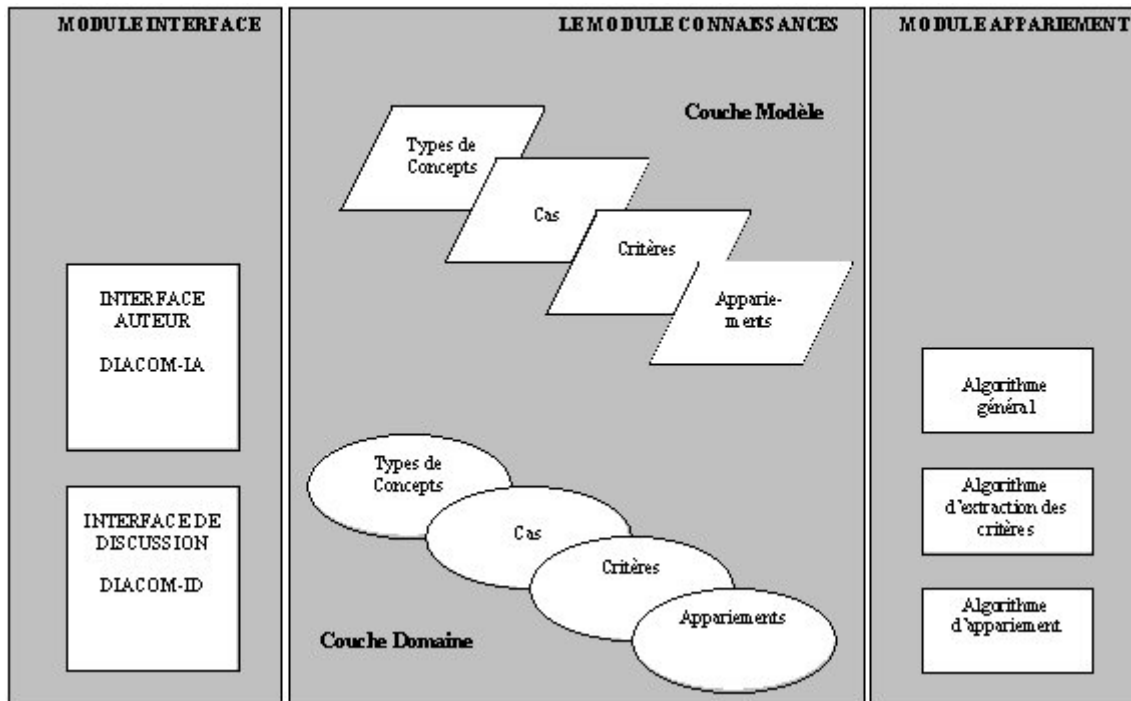 MODULE INTERFACE
INTERFACE
AUTEUR
DIACOM-IA
INTERFACE DE
DISCUSSION
DIACOM-ID
LE MODULE CONNAISSANCES
Couche Modèle
Types de
Concepts
Cas
Critères
Apparie-
ments
Types de
Concepts
Cas
Critères
Appariements
Couche Domaine
MODULE APPARIEMENT
Algorithme
général
Algorithme
d'extraction des
critères
Algorithme
d'appariement